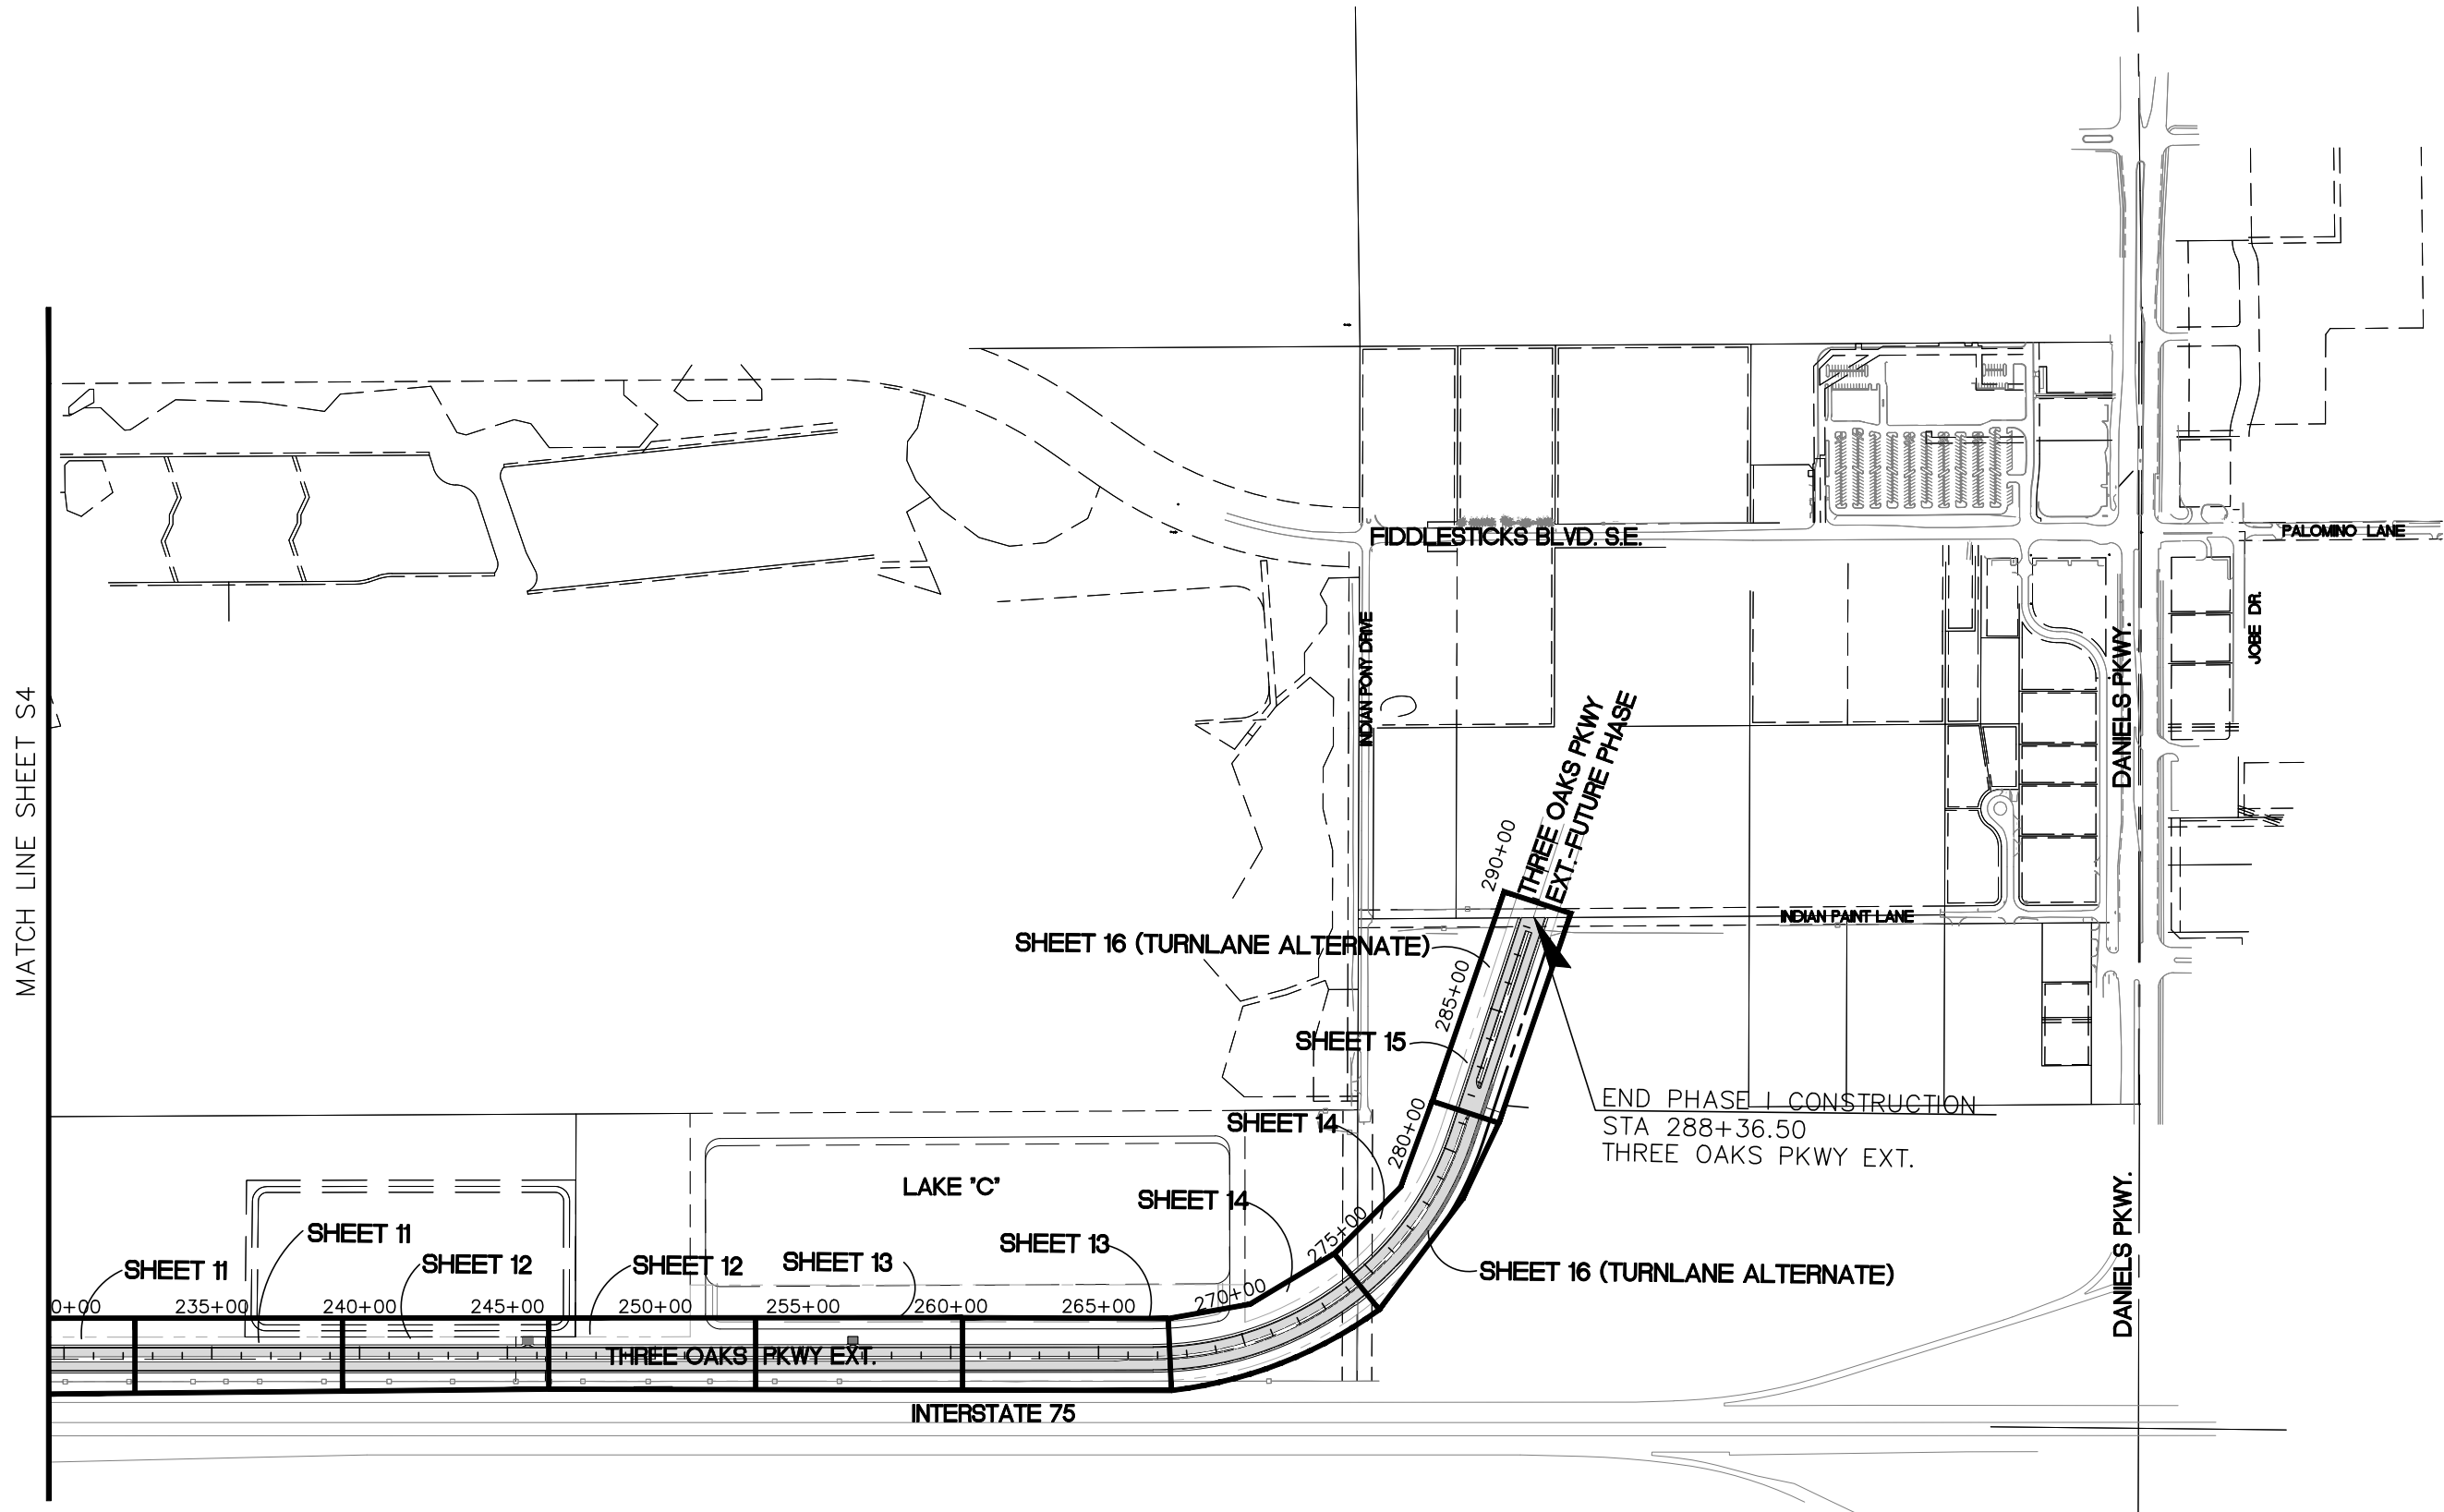 FIDDLESTICKS BLVD. S.E.
PALOMINO LANE
JOBE DR.
DANIELS PKWY.
INDIAN PONY DRIVE
MATCH LINE SHEET S4
THREE OAKS PKWY
EXT.-FUTURE PHASE
290+00
INDIAN PAINT LANE
SHEET 16 (TURNLANE ALTERNATE)
285+00
SHEET 15
END PHASE I CONSTRUCTION
STA 288+36.50
THREE OAKS PKWY EXT.
SHEET 14
280+00
LAKE "C"
SHEET 14
275+00
DANIELS PKWY.
SHEET 11
SHEET 11
SHEET 12
SHEET 12
SHEET 13
SHEET 13
SHEET 16 (TURNLANE ALTERNATE)
0+00
235+00
240+00
245+00
250+00
255+00
260+00
265+00
270+00
THREE OAKS PKWY EXT.
INTERSTATE 75